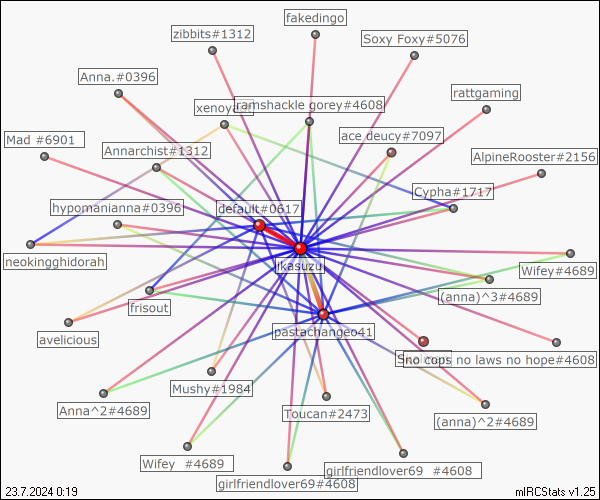 fakedingo
zibbits#1312
Soxy Foxy#5076
Anna.#0396
rattgaming
ramshackle gorey#4608
ace deucy#7097
Mad #6901
Annarchist#1312
AlpineRooster#2156
Cypha#1717
hypomanianna#0396
default#0617
neokingghidorah
ikasuzu
Wifey#4689
(anna)^3#4689
frisout
pastachangeo41
avelicious
no cops no laws no hope#4608
Mushy#1984
Anna^2#4689
Toucan#2473
(anna)^2#4689
Wifey #4689
girlfriendlover69 #4608
girlfriendlover69#4608
23.7.2024 0:19
mIRCStats v1.25